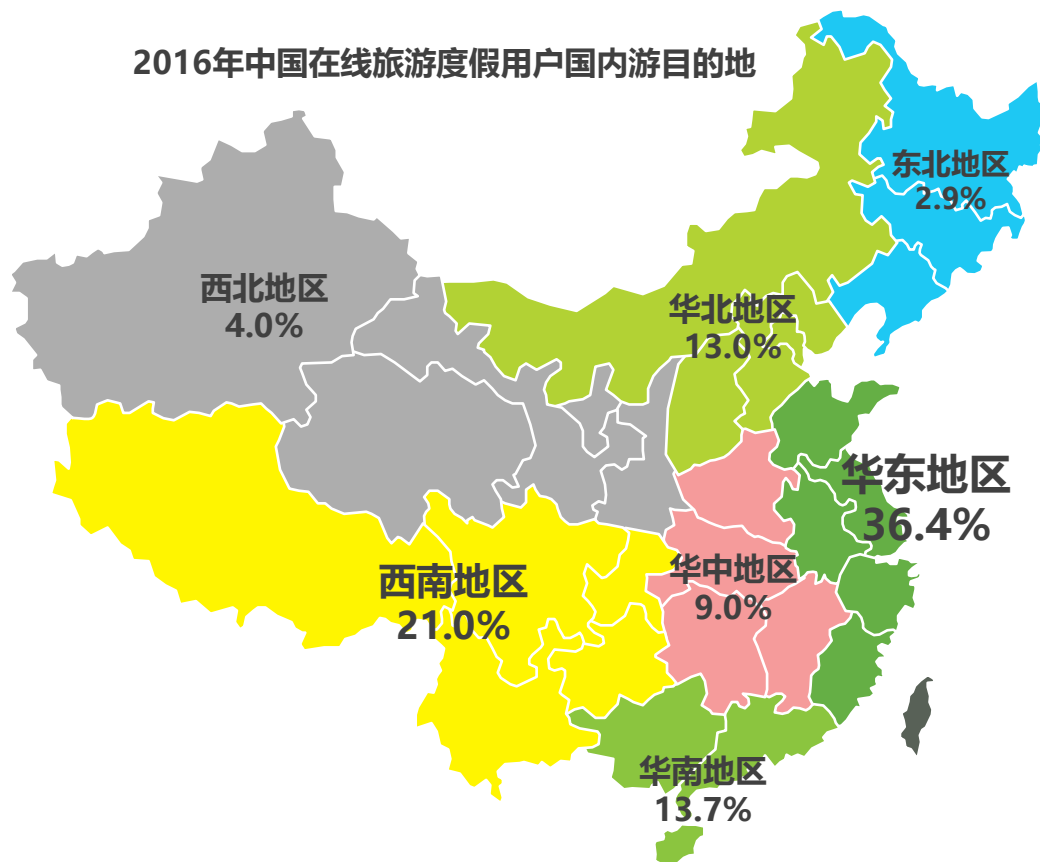 2016年中国在线旅游度假用户国内游目的地
东北地区
2.9%
西北地区
4.0%
华北地区
13.0%
华东地区
36.4%
西南地区
21.0%
华中地区
9.0%
华南地区
13.7%